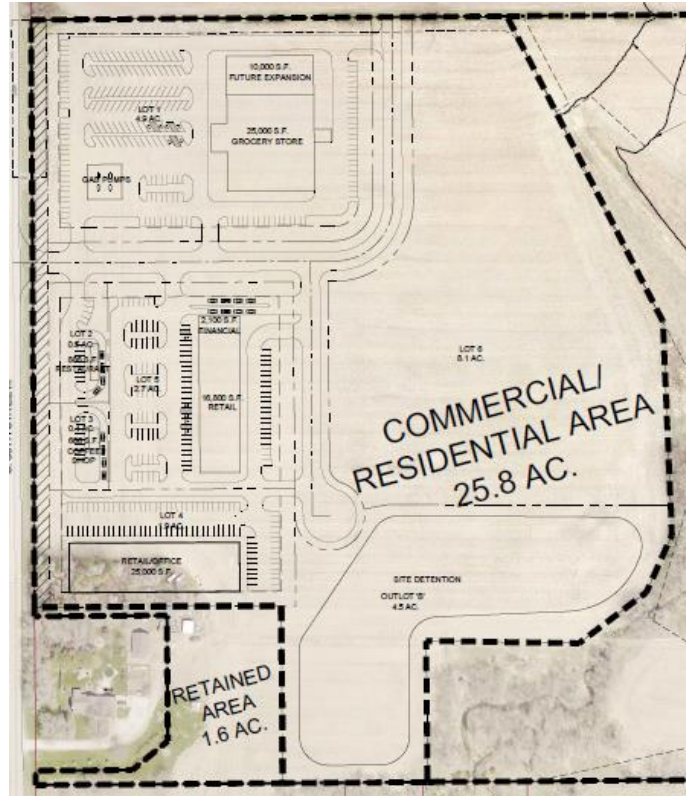 10,000 S.F.
FUTURE EXPANSION
LOT 1
4.9 AC.
25,000 S.F.
GROCERY STORE
GAS PUMPS
2,100 S.F.
FINANCIAL
LOT 2
RESTAURANT
LOT 5
2.7 AC.
16,800 S.F.
RETAIL
LOT 6
8.1 AC.
LOT 3
COFFEE
SHOP
COMMERCIAL/
RESIDENTIAL AREA
25.8 AC.
LOT 4
RETAIL/OFFICE
25,000 S.F.
SITE DETENTION
OUTLOT 'B'
4.5 AC.
RETAINED
AREA
1.6 AC.